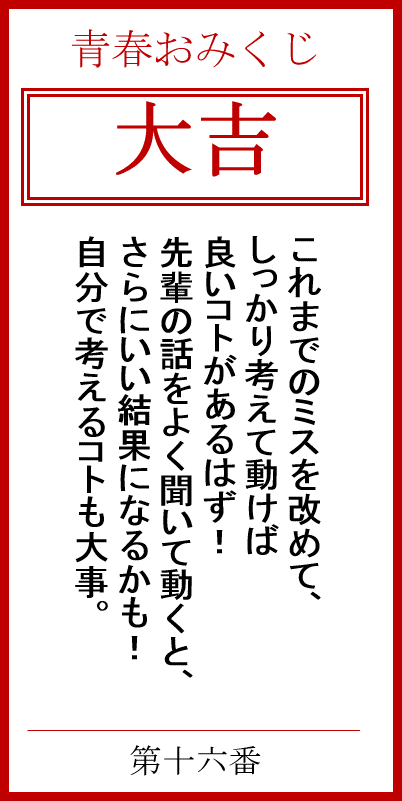 青春おみくじ
大吉
これまでのミスを改めて、
しっかり考えて動けば
良いコトがあるはず！
先輩の話をよく聞いて動くと、
さらにいい結果になるかも！
自分で考えるコトも大事。
第十六番